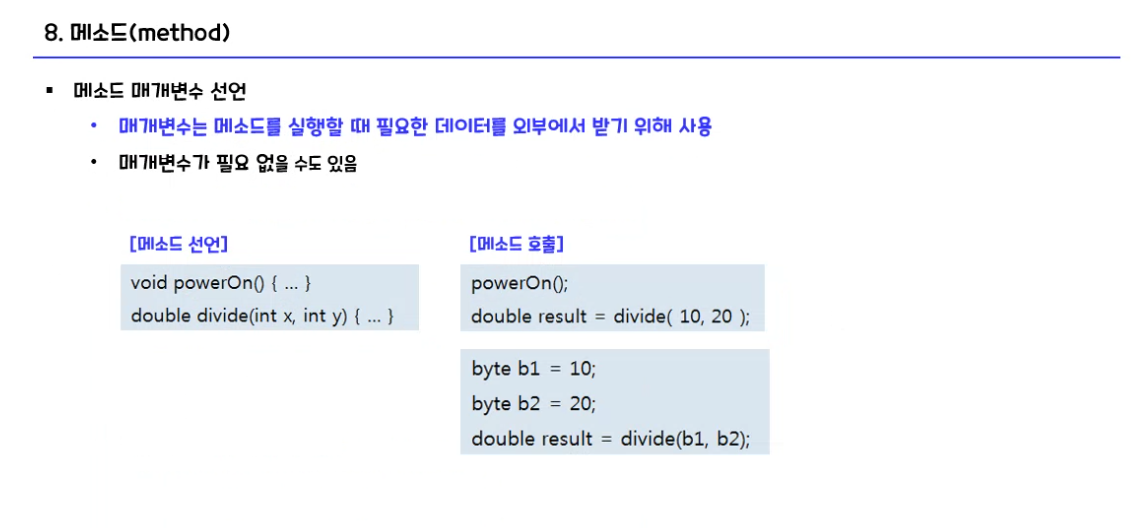 8. 메소드(method)
▪ 메소드 매개변수 선언
• 매개변수는 메소드를 실행할 때 필요한 데이터를 외부에서 받기 위해 사용
• 매개변수가 필요 없을 수도 있음
[메소드 선언]
void powerOn() { ... }
double divide(int x, int y) { ... }
[메소드 호출]
powerOn();
double result = divide( 10, 20 );
byte b1 = 10;
byte b2 = 20;
double result = divide(b1, b2);